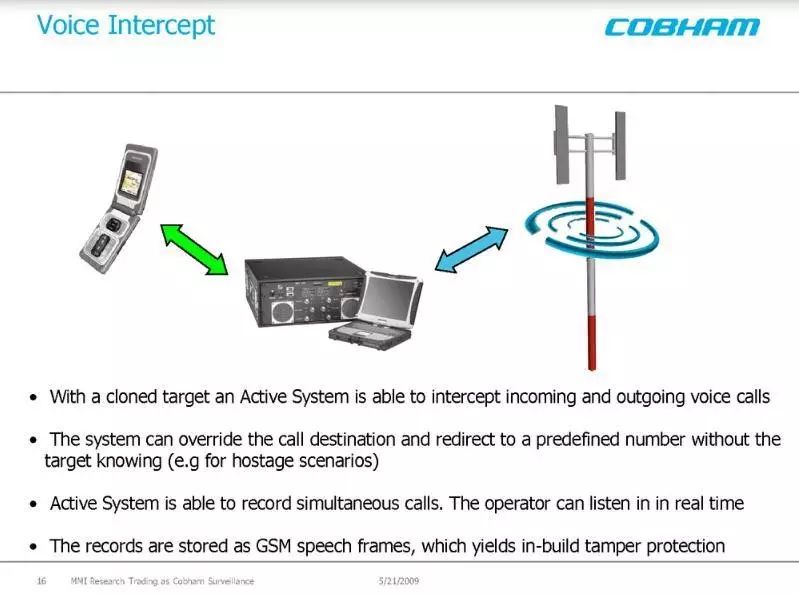 Voice Intercept
COBHAM
• With a cloned target an Active System is able to intercept incoming and outgoing voice calls
• The system can override the call destination and redirect to a predefined number without the
target knowing (e.g for hostage scenarios)
• Active System is able to record simultaneous calls. The operator can listen in in real time
• The records are stored as GSM speech frames, which yields in-build tamper protection
16 MMI Research Trading as Cobham Surveillance 5/21/2009